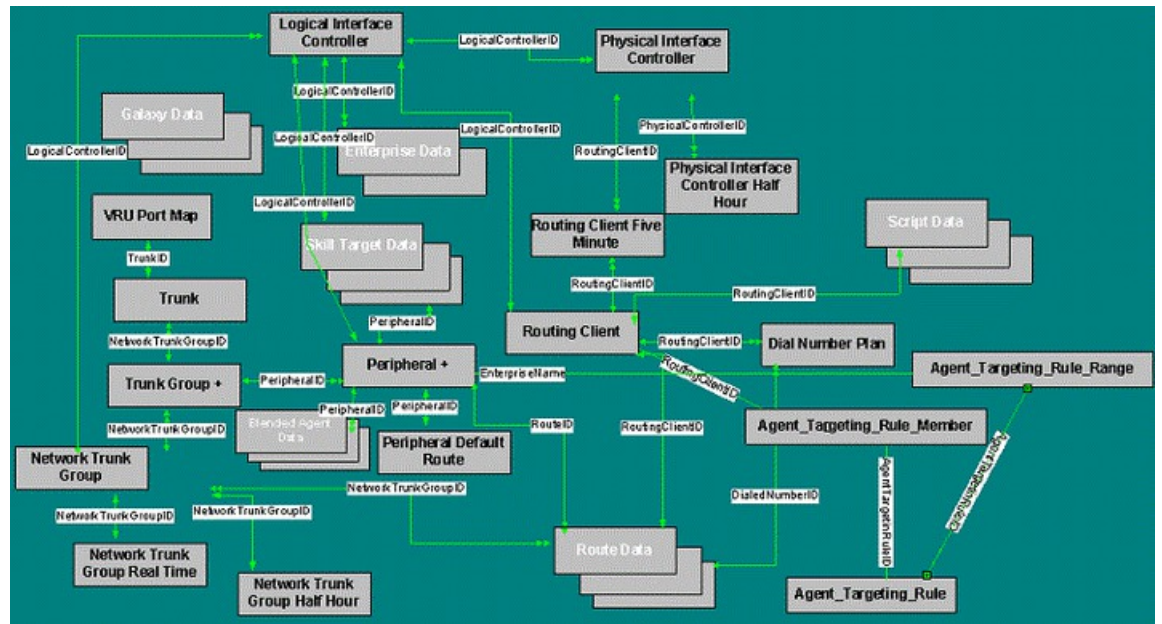 Logical Interface
Controller
LogicalControllerID
Physical Interface
Controller
LogicalControllerID
Galaxy Data
LogicalControllerID
LogicalControllerID
PhysicalControllerID
LogicalControllerID
Enterprise Data
RoutingClientID
Physical Interface
Controller Half
Hour
VRU Port Map
LogicalControllerID
Routing Client Five
Minute
Script Data
Skill Target Data
TrunkID
RoutingClientID
RoutingClientID
Trunk
PeripheralID
Routing Client
RoutingClientID
Dial Number Plan
NetworkTrunkGroupID
Peripheral +
EnterpriseName
RoutingClientID
Agent_Targeting_Rule_Range
Trunk Group +
PeripheralID
PeripheralID
PeripheralID
Blended Agent
Data
RouteID
RoutingClientID
Agent_Targeting_Rule_Member
NetworkTrunkGroupID
Peripheral Default
Route
Network Trunk
Group
NetworkTrunkGroupID
DialedNumberID
AgentTargetinRuleID
AgentTargetinRuleID
NetworkTrunkGroupID
NetworkTrunkGroupID
Network Trunk
Group Real Time
Network Trunk
Group Half Hour
Route Data
Agent_Targeting_Rule